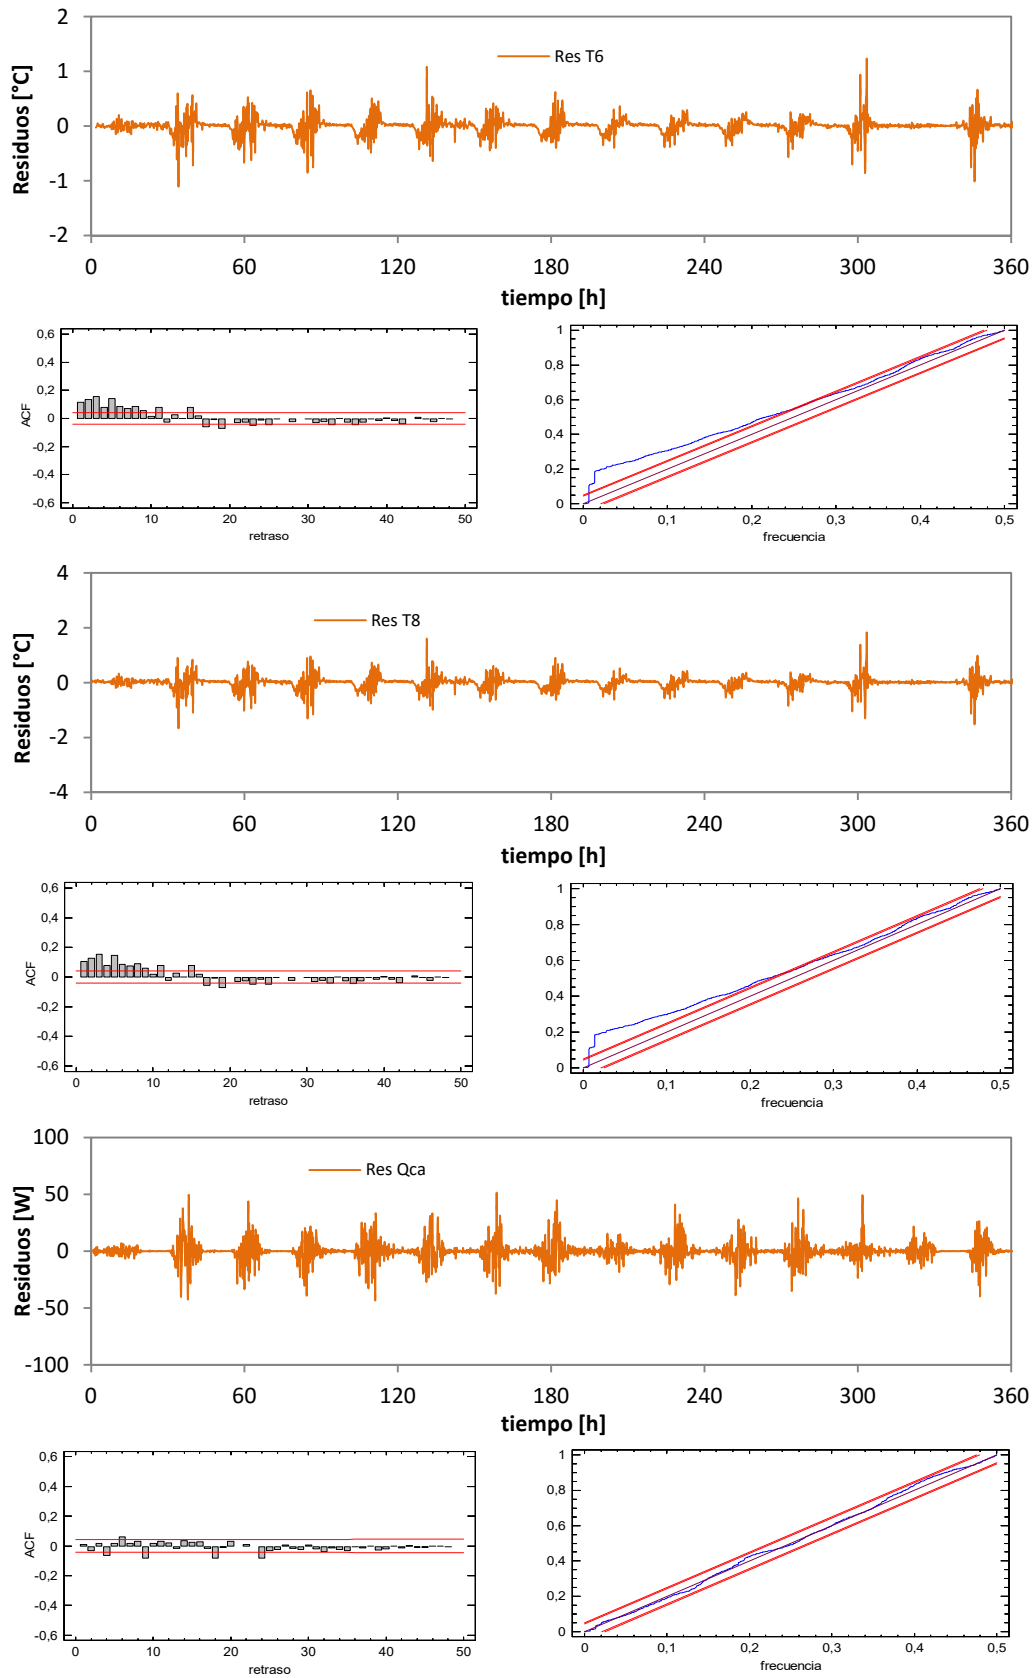 2
1
0
-1
-2
Residuos [°C]
Res T6
0 60 120 180 240 300 360
tiempo [h]
0,6
0,4
0,2
0
-0,2
-0,4
-0,6
ACF
0 10 20 30 40 50
retraso
1
0,8
0,6
0,4
0,2
0
0 0,1 0,2 0,3 0,4 0,5
frecuencia
4
2
0
-2
-4
Residuos [°C]
Res T8
0 60 120 180 240 300 360
tiempo [h]
0,6
0,4
0,2
0
-0,2
-0,4
-0,6
ACF
0 10 20 30 40 50
retraso
1
0,8
0,6
0,4
0,2
0
0 0,1 0,2 0,3 0,4 0,5
frecuencia
100
50
0
-50
-100
Residuos [W]
Res Qca
0 60 120 180 240 300 360
tiempo [h]
0,6
0,4
0,2
0
-0,2
-0,4
-0,6
ACF
0 10 20 30 40 50
retraso
1
0,8
0,6
0,4
0,2
0
0 0,1 0,2 0,3 0,4 0,5
frecuencia